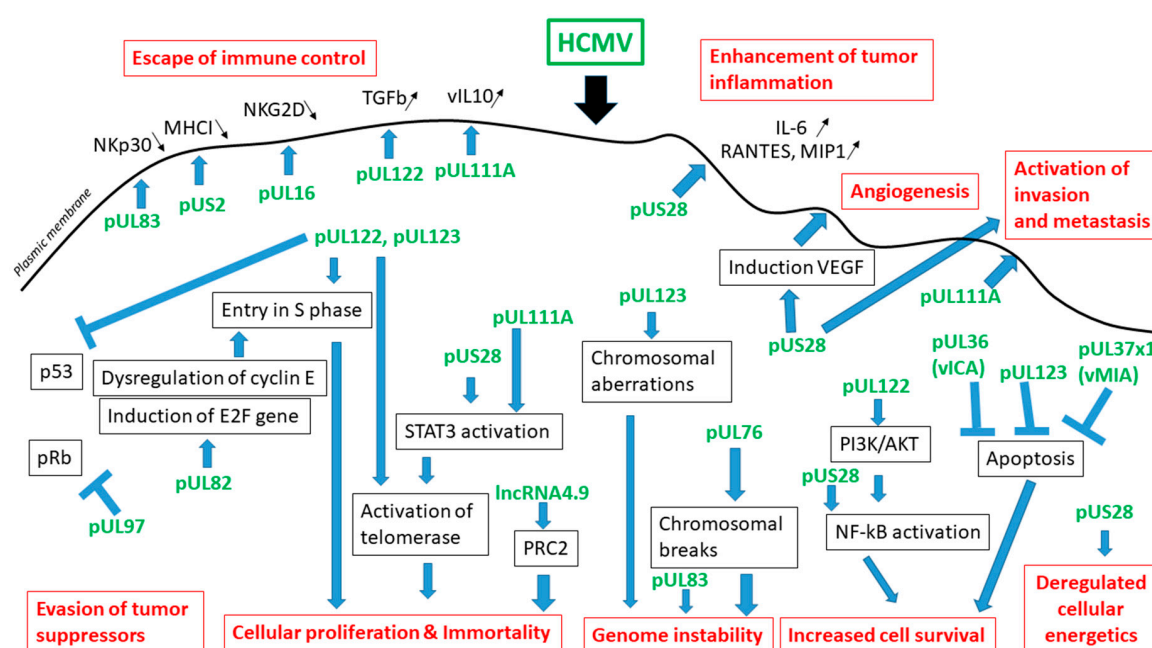 HCMV
Escape of immune control
Enhancement of tumor
inflammation
NKp30
MHCI
NKG2D
TGFb
vIL10
IL-6
RANTES, MIP1
pUL83
pUS2
pUL16
pUL122
pUL111A
pUS28
Plasmic membrane
Angiogenesis
Activation of
invasion
and metastasis
pUL122, pUL123
Induction VEGF
pUL111A
pUS28
Entry in S phase
p53
Dysregulation of cyclin E
Induction of E2F gene
pRb
pUL82
pUL97
pUL111A
pUS28
STAT3 activation
Activation of
telomerase
lncRNA4.9
PRC2
pUL123
Chromosomal
aberrations
pUL76
Chromosomal
breaks
pUL83
pUL122
PI3K/AKT
pUS28
NF-kB activation
pUL36
(vICA)
pUL123
pUL37x1
(vMIA)
Apoptosis
pUS28
Evasion of tumor
suppressors
Cellular proliferation & Immortality
Genome instability
Increased cell survival
Deregulated
cellular
energetics